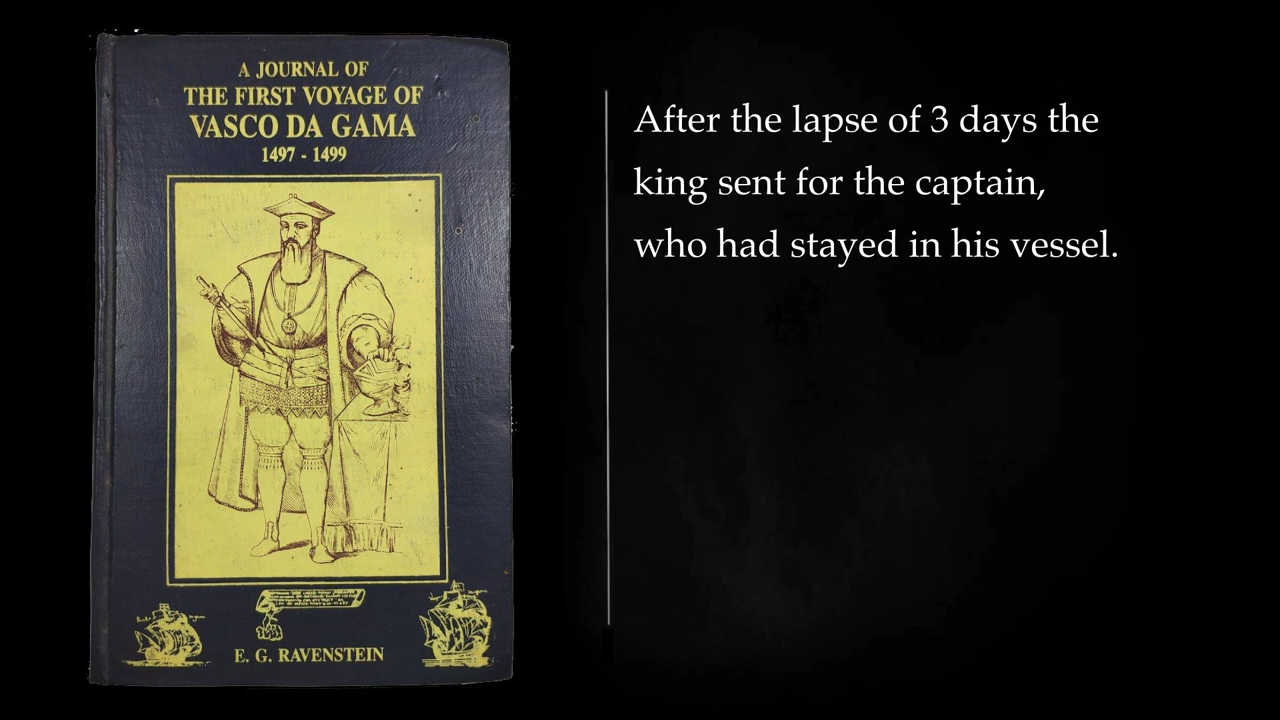 A JOURNAL OF
THE FIRST VOYAGE OF
VASCO DA GAMA
1497 - 1499
E. G. RAVENSTEIN
After the lapse of 3 days the
king sent for the captain,
who had stayed in his vessel.